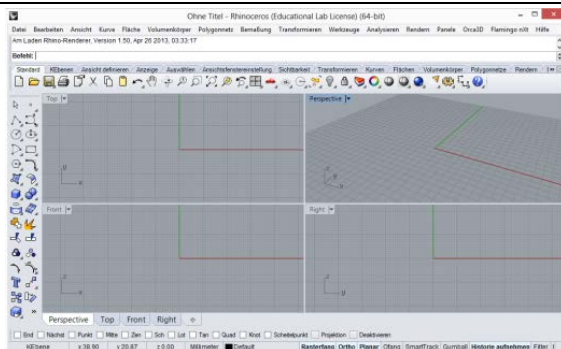 Ohne Titel - Rhinoceros (Educational Lab License) (64-bit)
Datei Bearbeiten Ansicht Kurve Fläche Volumenkörper Polygonnetz Bemaßung Transformieren Werkzeuge Analysieren Rendern Panele Orca3D Flamingo nXt Hilfe
Am Laden Rhino-Renderer, Version 1.50, Apr 26 2013, 03:33:17
Befehl:
Standard KEbenen Ansicht definieren Anzeige Auswählen Ansichtsfenstereinstellung Sichtbarkeit Transformieren Kurven Flächen Volumenkörper Polygonnetze Rendern
Top
Perspective
y
x
z
y
x
Front
Right
z
x
z
y
Perspective Top Front Right
End Nächst Punkt Mitte Zen Sch Lot Tan Quad Knot Scheitelpunkt Projektion Deaktivieren
KEbene x 38.90 y 20.87 z 0.00 Millimeter Default Rasterfang Ortho Planar Ofang SmartTrack Gumball Historie aufnehmen Filter